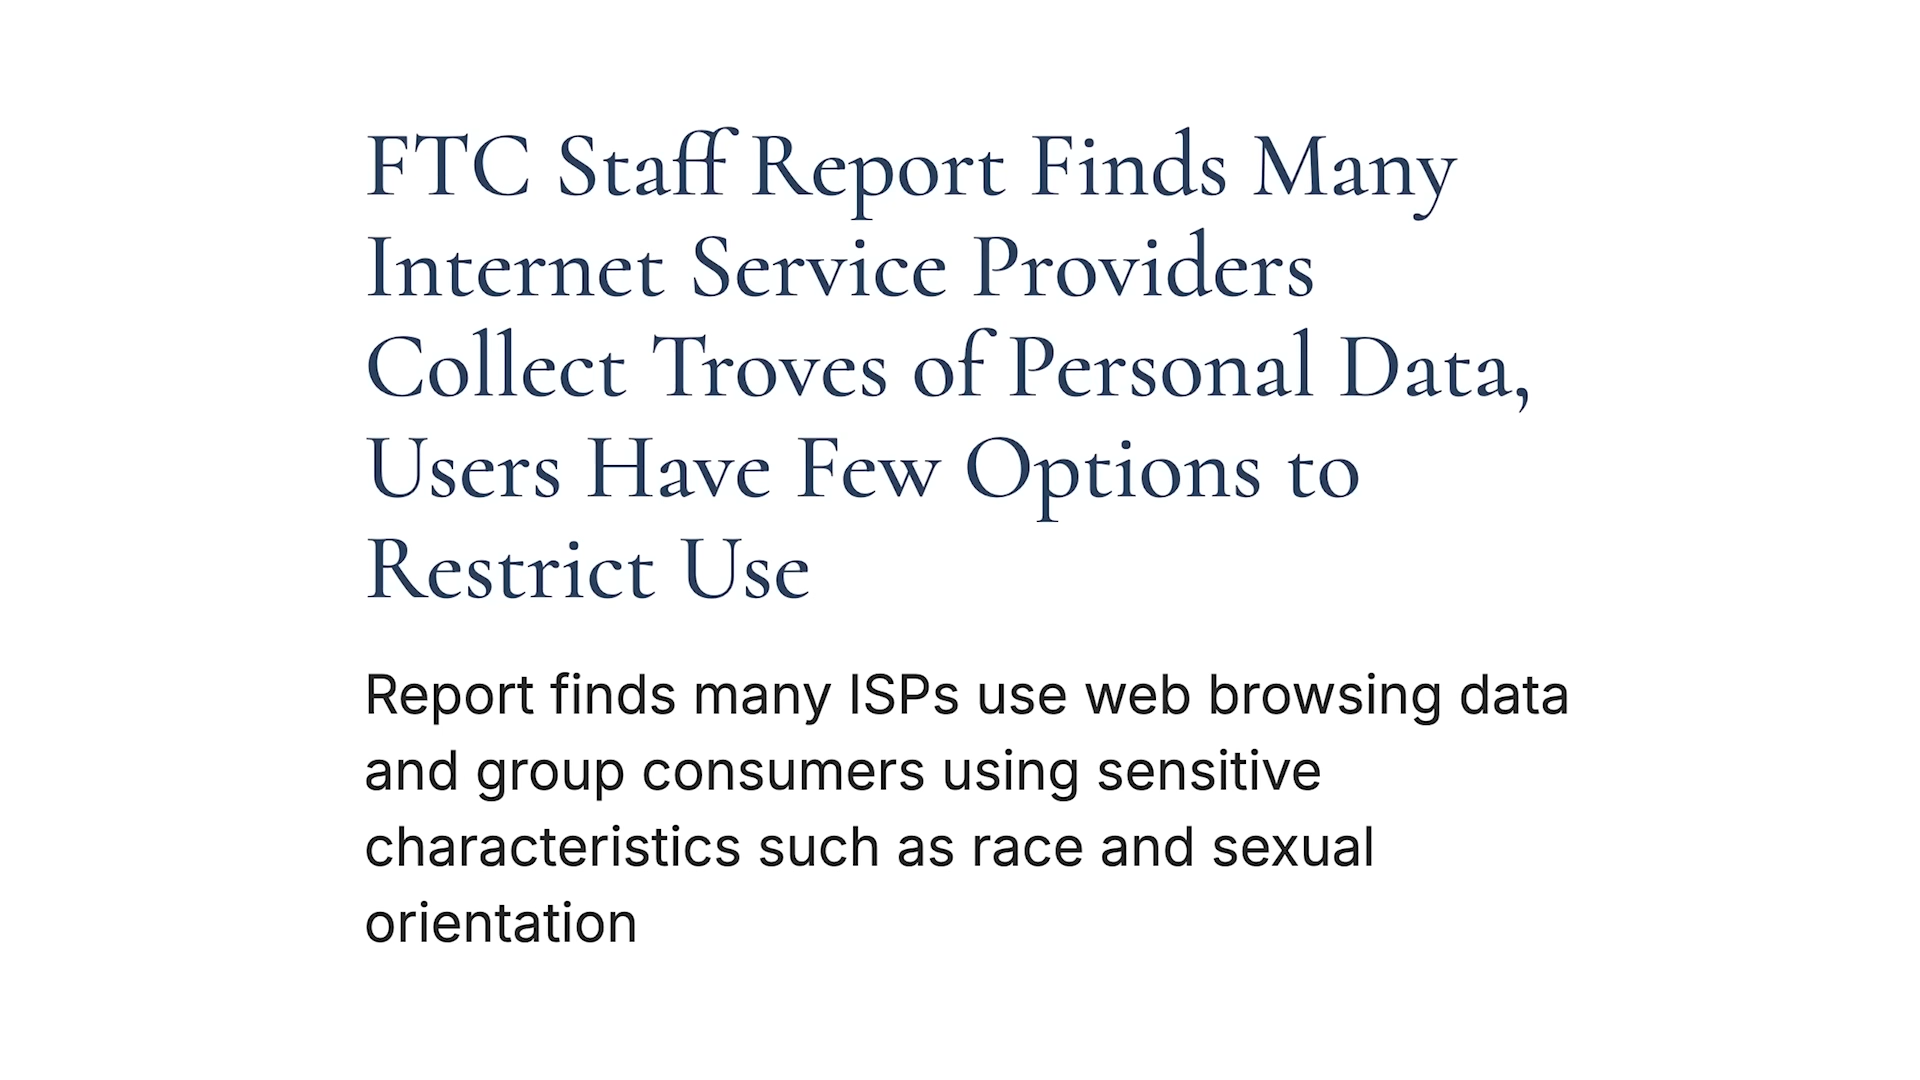 FTC Staff Report Finds Many
Internet Service Providers
Collect Troves of Personal Data,
Users Have Few Options to
Restrict Use
Report finds many ISPs use web browsing data
and group consumers using sensitive
characteristics such as race and sexual
orientation